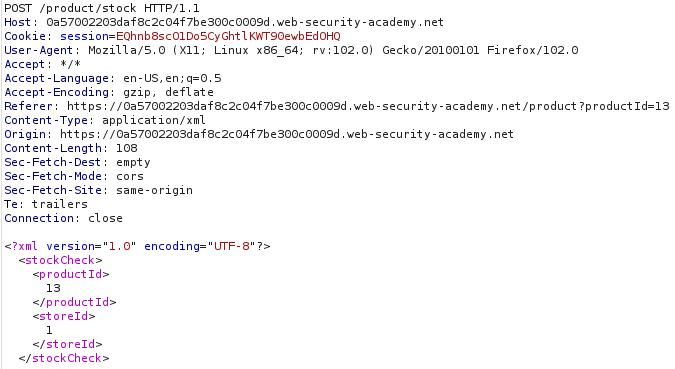 POST /product/stock HTTP/1.1
Host: 0a57002203daf8c2c04f7be300c0009d.web-security-academy.net
Cookie: session=EQhnb8scO1Do5CyGhtlKWT9OewbEdOHQ
User-Agent: Mozilla/5.0 (X11; Linux x86_64; rv:102.0) Gecko/20100101 Firefox/102.0
Accept: */*
Accept-Language: en-US,en;q=0.5
Accept-Encoding: gzip, deflate
Referer: https://0a57002203daf8c2c04f7be300c0009d.web-security-academy.net/product?productId=13
Content-Type: application/xml
Origin: https://0a57002203daf8c2c04f7be300c0009d.web-security-academy.net
Content-Length: 108
Sec-Fetch-Dest: empty
Sec-Fetch-Mode: cors
Sec-Fetch-Site: same-origin
Te: trailers
Connection: close

<?xml version="1.0" encoding="UTF-8"?>
<stockCheck>
<productId>
13
</productId>
<storeId>
1
</storeId>
</stockCheck>